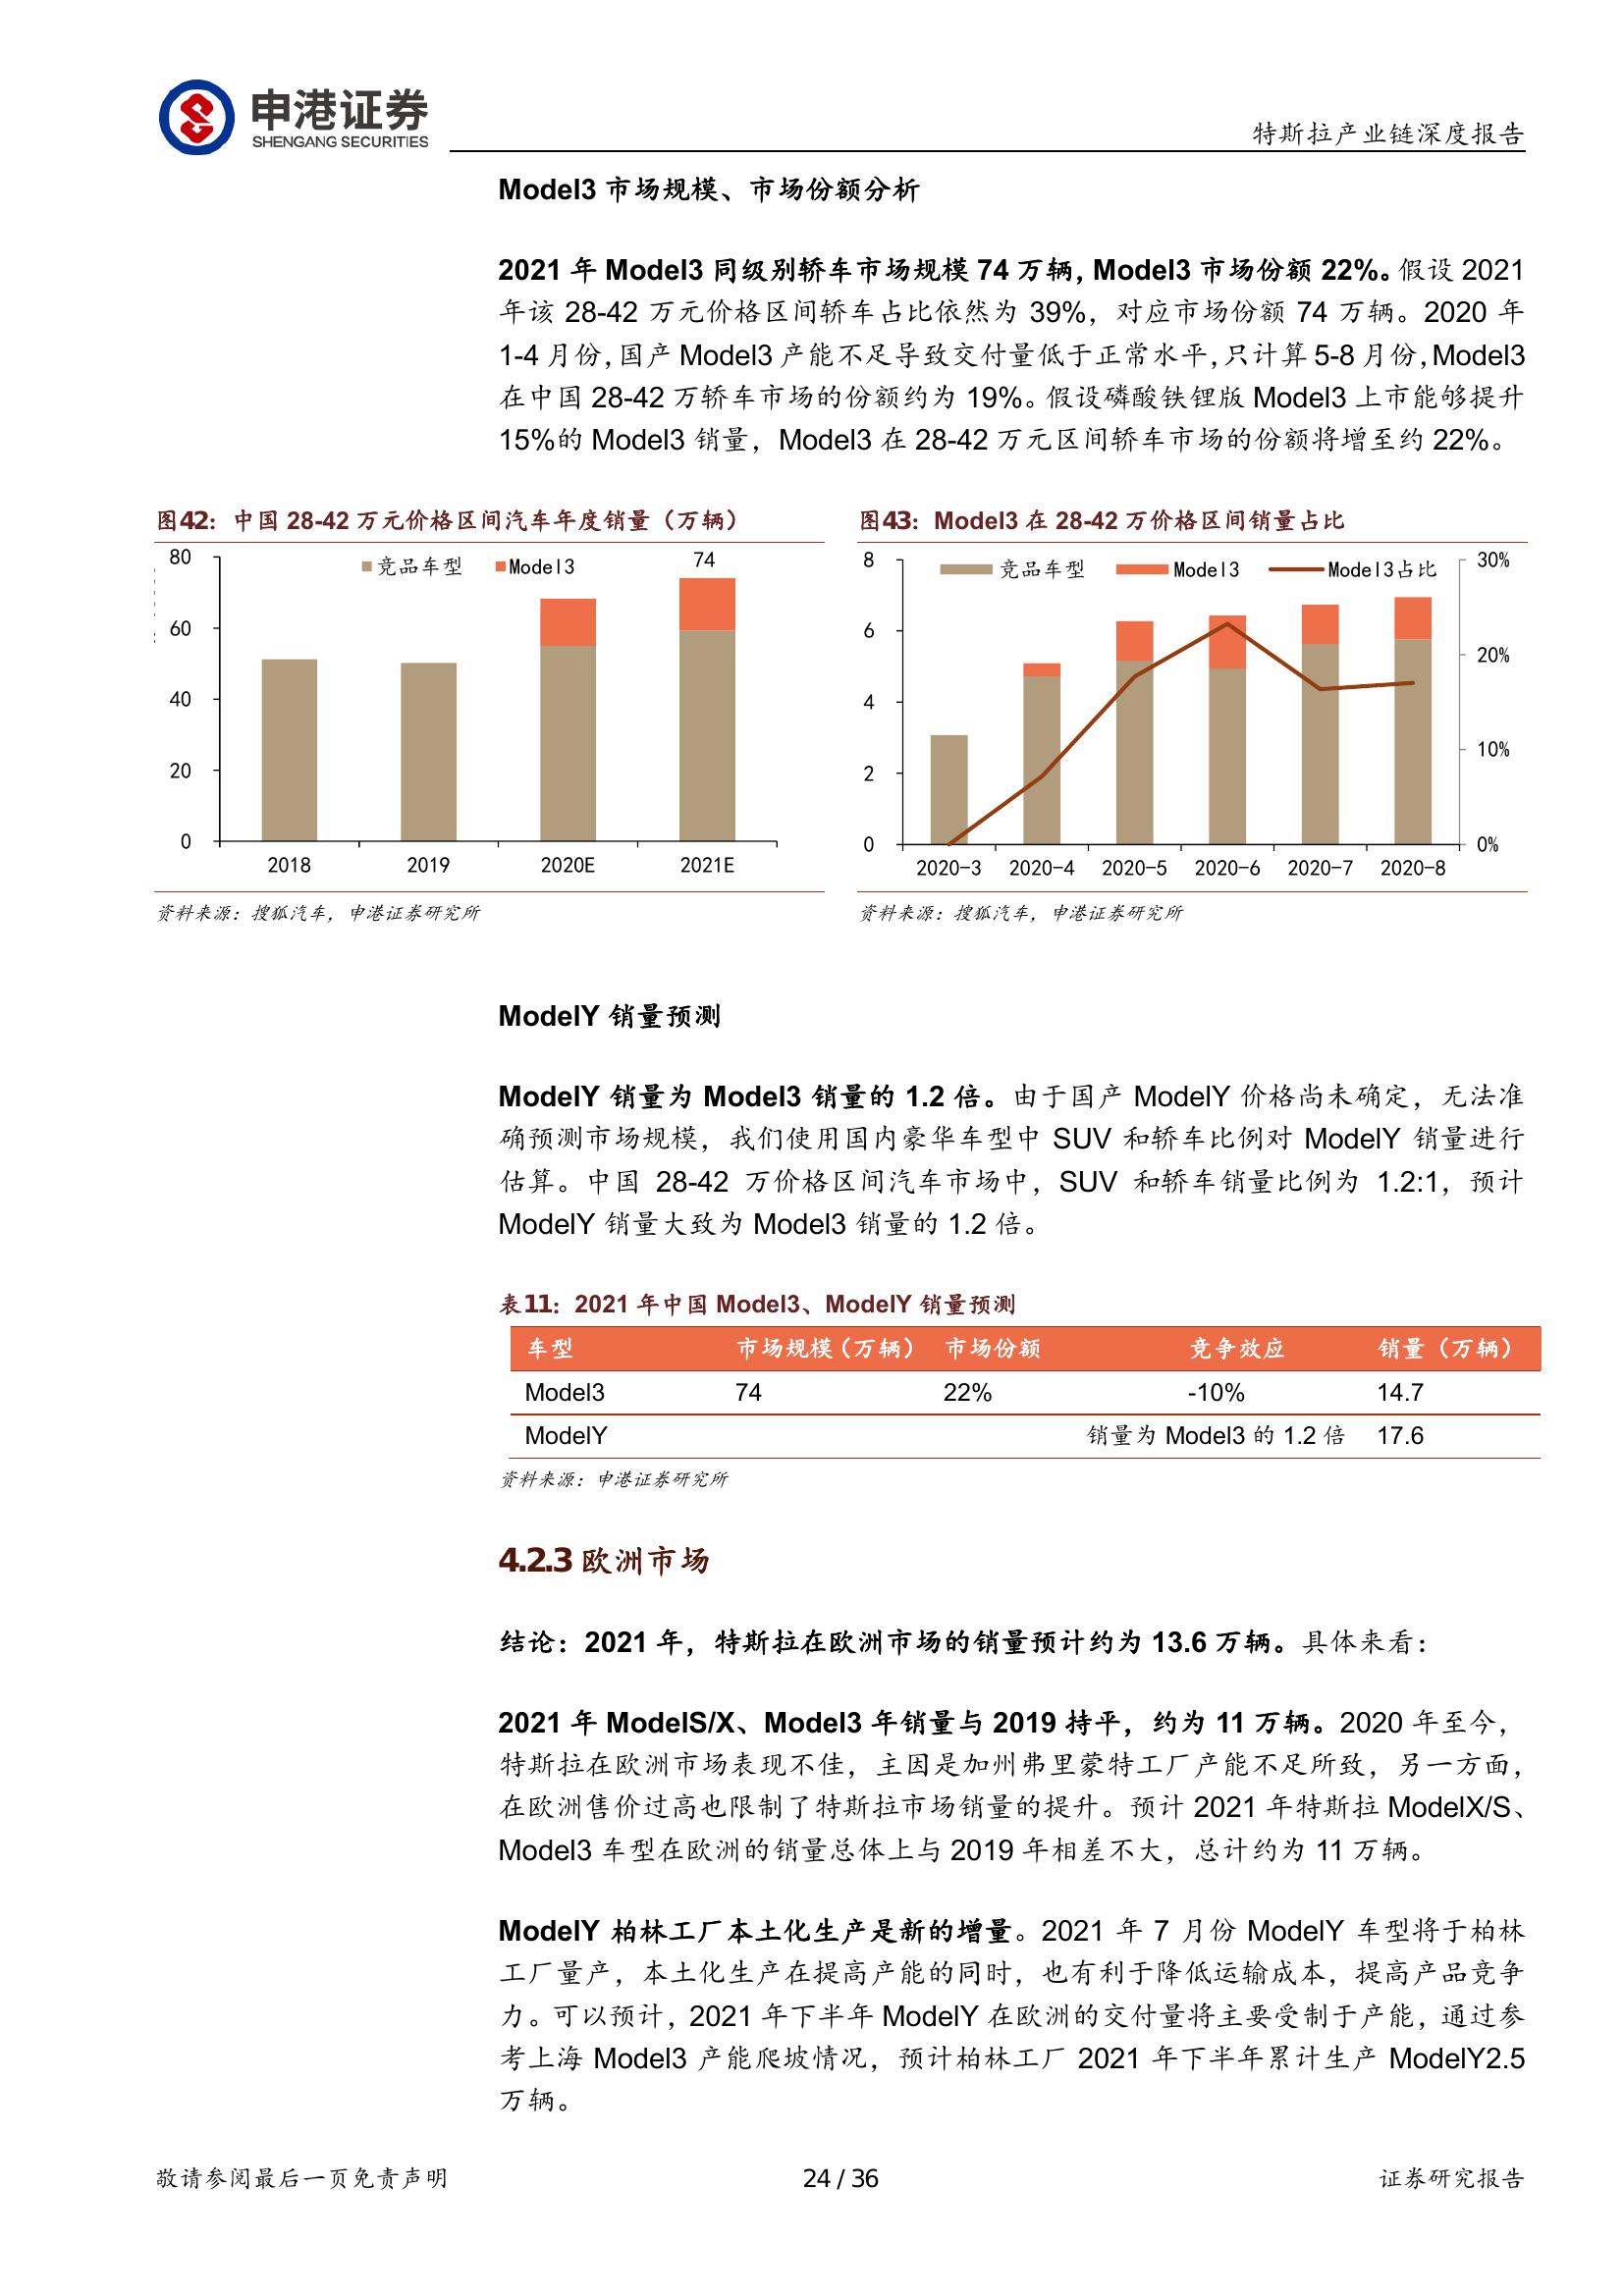 申港证券
SHENGANG SECURITIES
特斯拉产业链深度报告
Model3 市场规模、市场份额分析
2021 年 Model3 同级别轿车市场规模 74 万辆，Model3 市场份额 22%。假设 2021
年该 28-42 万元价格区间轿车占比依然为 39%，对应市场份额 74 万辆。2020 年
1-4 月份，国产 Model3 产能不足导致交付量低于正常水平，只计算 5-8 月份，Model3
在中国 28-42 万轿车市场的份额约为 19%。假设磷酸铁锂版 Model3 上市能够提升
15%的 Model3 销量，Model3 在 28-42 万元区间轿车市场的份额将增至约 22%。
图42：中国 28-42 万元价格区间汽车年度销量（万辆）
80
60
40
20
0
竞品车型 Model3
74
2018 2019 2020E 2021E
资料来源：搜狐汽车，申港证券研究所
图43：Model3 在 28-42 万价格区间销量占比
8
6
4
2
0
竞品车型 Model3 Model3占比
30%
20%
10%
0%
2020-3 2020-4 2020-5 2020-6 2020-7 2020-8
资料来源：搜狐汽车，申港证券研究所
ModelY 销量预测
ModelY 销量为 Model3 销量的 1.2 倍。由于国产 ModelY 价格尚未确定，无法准
确预测市场规模，我们使用国内豪华车型中 SUV 和轿车比例对 ModelY 销量进行
估算。中国 28-42 万价格区间汽车市场中，SUV 和轿车销量比例为 1.2:1，预计
ModelY 销量大致为 Model3 销量的 1.2 倍。
表11：2021 年中国 Model3、ModelY 销量预测
车型 市场规模（万辆） 市场份额 竞争效应 销量（万辆）
Model3 74 22% -10% 14.7
ModelY 销量为 Model3 的 1.2 倍 17.6
资料来源：申港证券研究所
4.2.3 欧洲市场
结论：2021 年，特斯拉在欧洲市场的销量预计约为 13.6 万辆。具体来看：
2021 年 ModelS/X、Model3 年销量与 2019 持平，约为 11 万辆。2020 年至今，
特斯拉在欧洲市场表现不佳，主因是加州弗里蒙特工厂产能不足所致，另一方面，
在欧洲售价过高也限制了特斯拉市场销量的提升。预计 2021 年特斯拉 ModelX/S、
Model3 车型在欧洲的销量总体上与 2019 年相差不大，总计约为 11 万辆。
ModelY 柏林工厂本土化生产是新的增量。2021 年 7 月份 ModelY 车型将于柏林
工厂量产，本土化生产在提高产能的同时，也有利于降低运输成本，提高产品竞争
力。可以预计，2021 年下半年 ModelY 在欧洲的交付量将主要受制于产能，通过参
考上海 Model3 产能爬坡情况，预计柏林工厂 2021 年下半年累计生产 ModelY2.5
万辆。
敬请参阅最后一页免责声明
24 / 36
证券研究报告